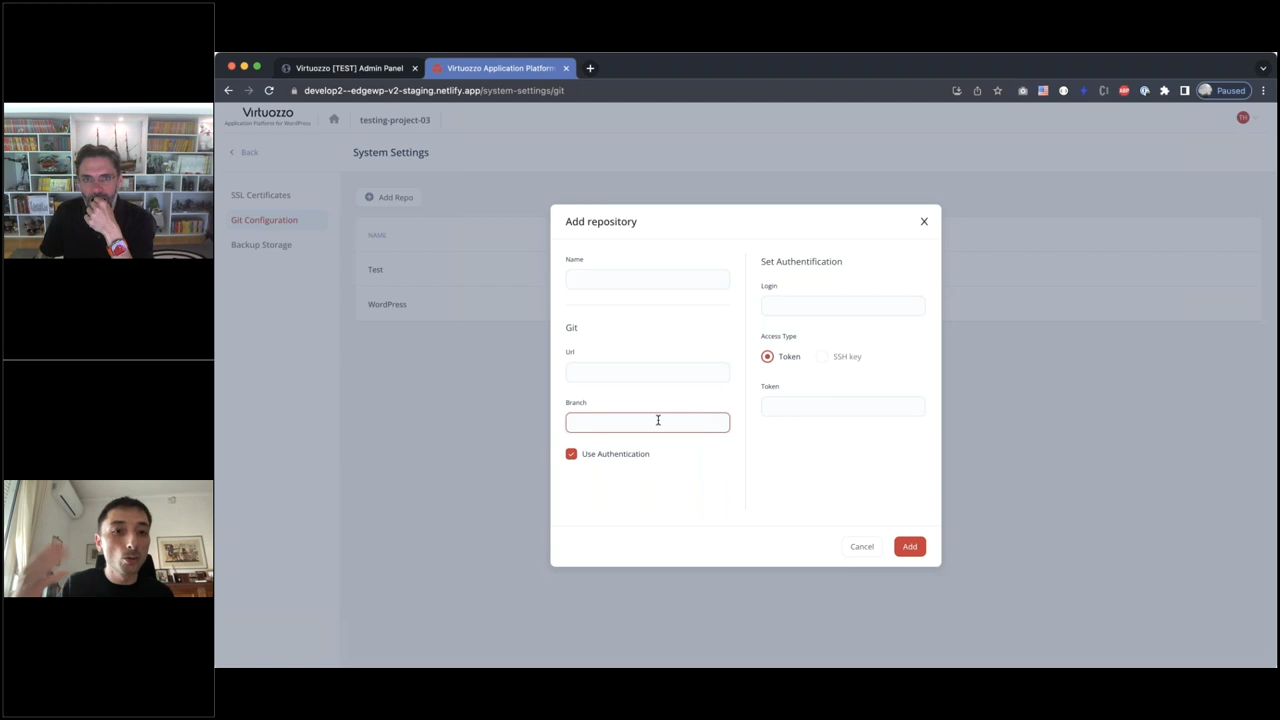 Virtuozzo [TEST] Admin Panel
Virtuozzo Application Platform
develop2--edgewp-v2-staging.netlify.app/system-settings/git
Paused
Virtuozzo
Application Platform for WordPress
testing-project-03
TH
Back
System Settings
SSL Certificates
Git Configuration
Backup Storage
Add Repo
NAME
Test
WordPress
Add repository
Name
Git
Url
Branch
Use Authentication
Set Authentification
Login
Access Type
Token
SSH key
Token
Cancel
Add